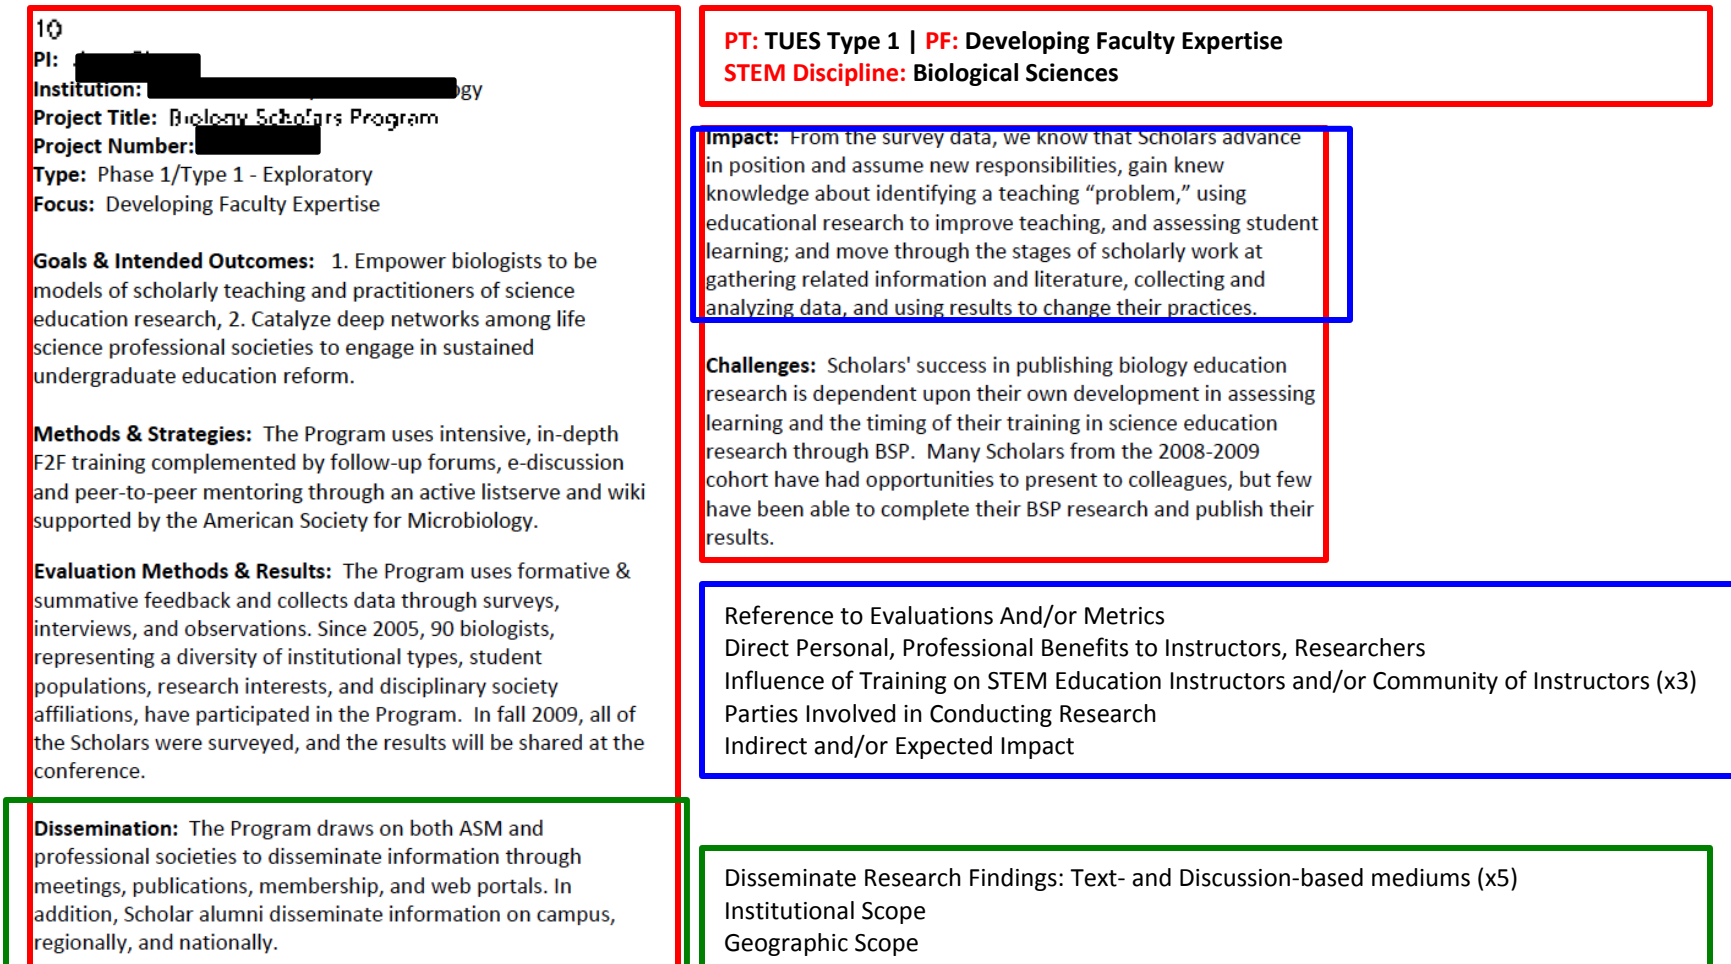 10
PI:
Institution: gy
Project Title: Biology Scholars Program
Project Number:
Type: Phase 1/Type 1 - Exploratory
Focus: Developing Faculty Expertise
Goals & Intended Outcomes: 1. Empower biologists to be
models of scholarly teaching and practitioners of science
education research, 2. Catalyze deep networks among life
science professional societies to engage in sustained
undergraduate education reform.
Methods & Strategies: The Program uses intensive, in-depth
F2F training complemented by follow-up forums, e-discussion
and peer-to-peer mentoring through an active listserve and wiki
supported by the American Society for Microbiology.
Evaluation Methods & Results: The Program uses formative &
summative feedback and collects data through surveys,
interviews, and observations. Since 2005, 90 biologists,
representing a diversity of institutional types, student
populations, research interests, and disciplinary society
affiliations, have participated in the Program. In fall 2009, all of
the Scholars were surveyed, and the results will be shared at the
conference.
Dissemination: The Program draws on both ASM and
professional societies to disseminate information through
meetings, publications, membership, and web portals. In
addition, Scholar alumni disseminate information on campus,
regionally, and nationally.
PT: TUES Type 1 | PF: Developing Faculty Expertise
STEM Discipline: Biological Sciences
Impact: From the survey data, we know that Scholars advance
in position and assume new responsibilities, gain knew
knowledge about identifying a teaching “problem,” using
educational research to improve teaching, and assessing student
learning; and move through the stages of scholarly work at
gathering related information and literature, collecting and
analyzing data, and using results to change their practices.
Challenges: Scholars' success in publishing biology education
research is dependent upon their own development in assessing
learning and the timing of their training in science education
research through BSP. Many Scholars from the 2008-2009
cohort have had opportunities to present to colleagues, but few
have been able to complete their BSP research and publish their
results.
Reference to Evaluations And/or Metrics
Direct Personal, Professional Benefits to Instructors, Researchers
Influence of Training on STEM Education Instructors and/or Community of Instructors (x3)
Parties Involved in Conducting Research
Indirect and/or Expected Impact
Disseminate Research Findings: Text- and Discussion-based mediums (x5)
Institutional Scope
Geographic Scope